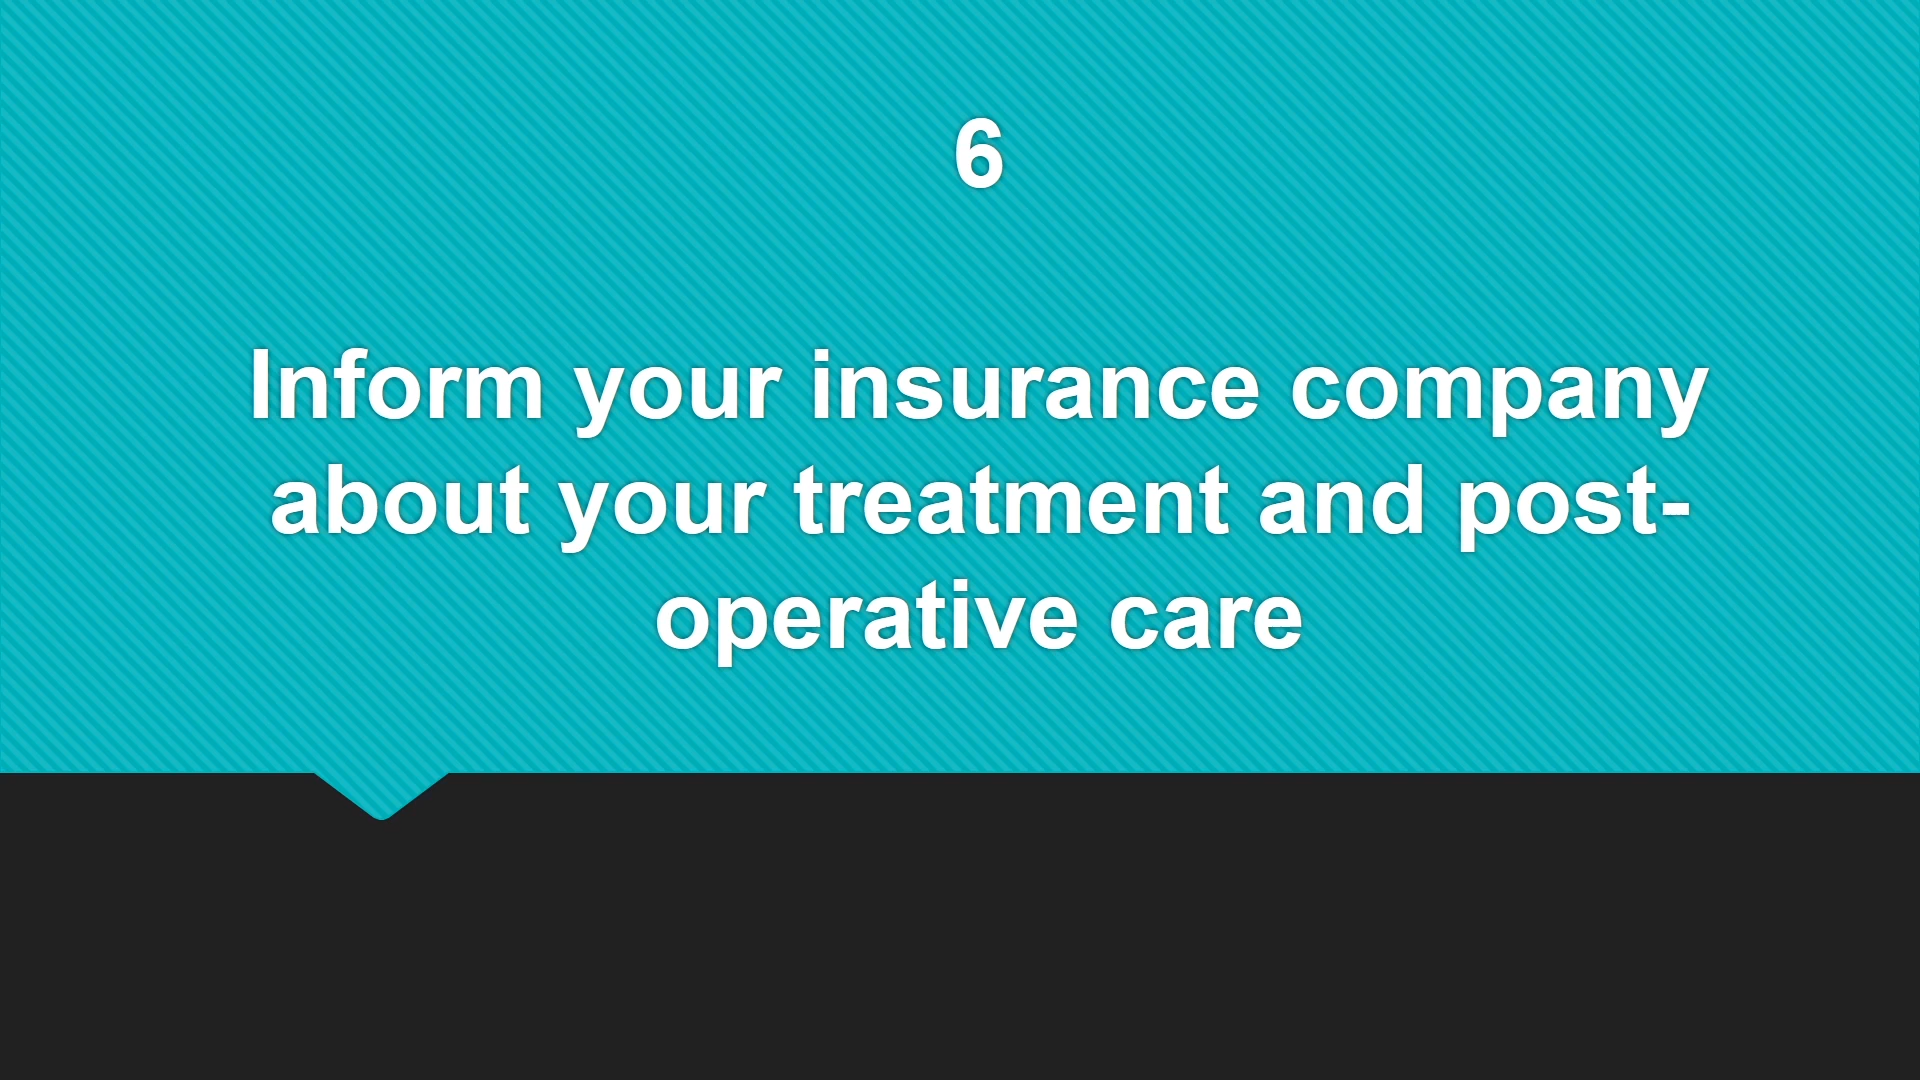 6
Inform your insurance company
about your treatment and post-
operative care